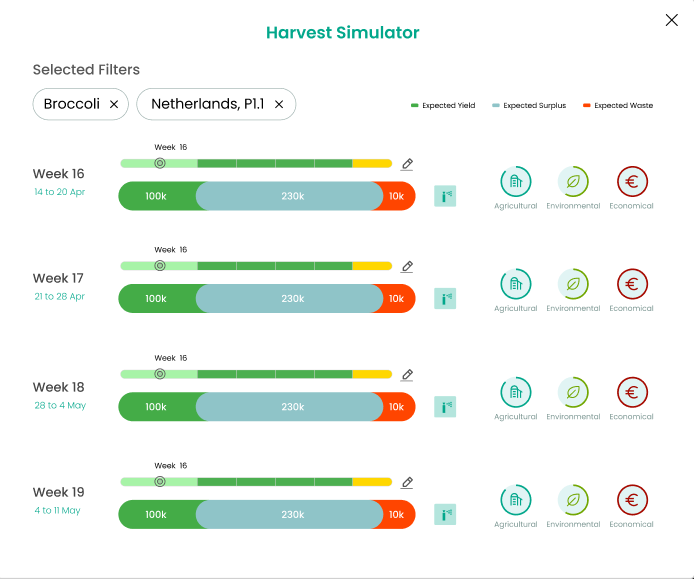 Harvest Simulator
Selected Filters
Broccoli
Netherlands, P1.1
Expected Yield Expected Surplus Expected Waste
Week 16
Week 16
14 to 20 Apr
100k 230k 10k
Agricultural Environmental Economical
Week 16
Week 17
21 to 28 Apr
100k 230k 10k
Agricultural Environmental Economical
Week 16
Week 18
28 to 4 May
100k 230k 10k
Agricultural Environmental Economical
Week 16
Week 19
4 to 11 May
100k 230k 10k
Agricultural Environmental Economical